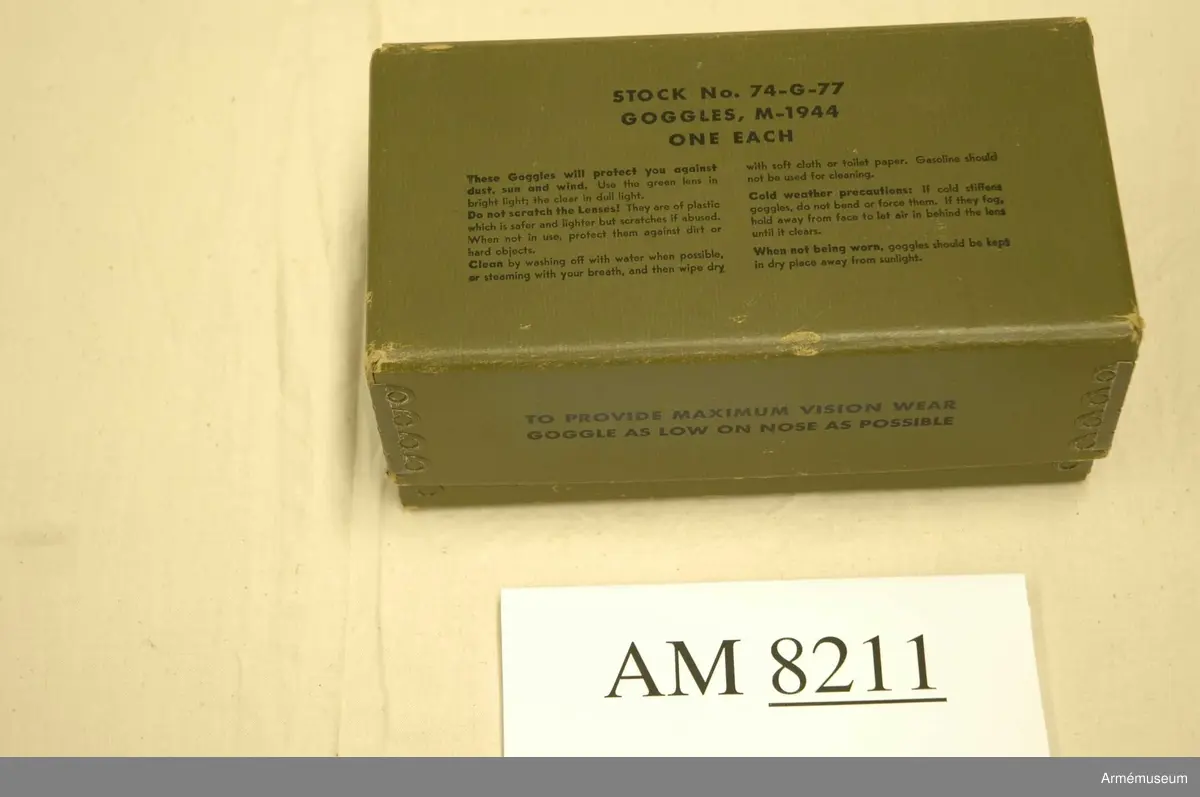 STOCK No. 74-G-77
GOGGLES, M-1944
ONE EACH
These Goggles will protect you against
dust, sun and wind. Use the green lens in
bright light; the clear in dull light.
Do not scratch the Lenses! They are of plastic
which is safer and lighter but scratches if abused.
When not in use, protect them against dirt or
hard objects.
Clean by washing off with water when possible,
or steaming with your breath, and then wipe dry
with soft cloth or toilet paper. Gasoline should
not be used for cleaning.
Cold weather precautions: If cold stiffens
goggles, do not bend or force them. If they fog,
hold away from face to let air in behind the lens
until it clears.
When not being worn, goggles should be kept
in dry place away from sunlight.
TO PROVIDE MAXIMUM VISION WEAR
GOGGLE AS LOW ON NOSE AS POSSIBLE
AM 8211
Armémuseum